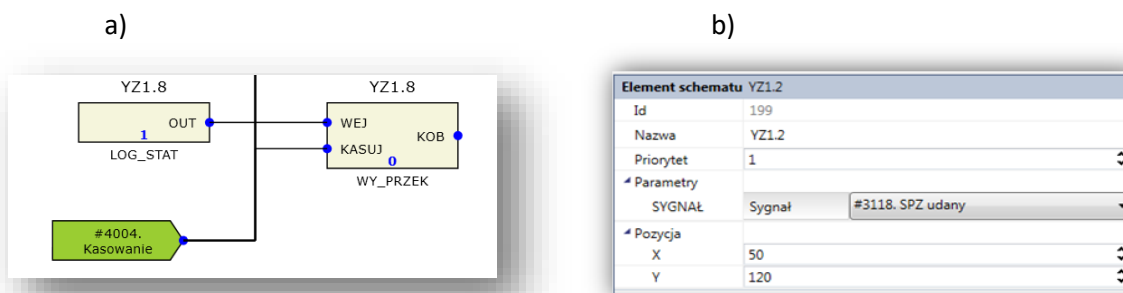 a)
b)
YZ1.8
YZ1.8
OUT
1
LOG_STAT
WEJ
KASUJ
KOB
0
WY_PRZEK
#4004.
Kasowanie
Element schematu YZ1.2
Id 199
Nazwa YZ1.2
Priorytet 1
Parametry
SYGNAŁ Sygnał #3118. SPZ udany
Pozycja
X 50
Y 120